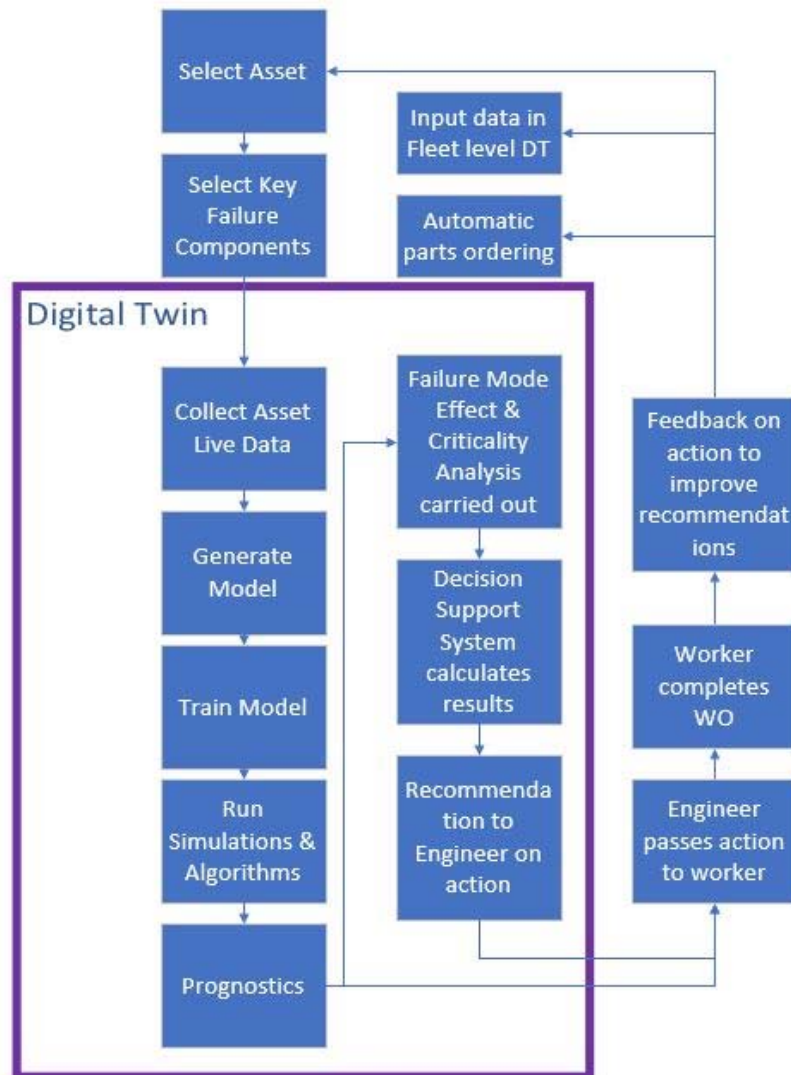 Select Asset
Select Key
Failure
Components
Input data in
Fleet level DT
Automatic
parts ordering
Digital Twin
Collect Asset
Live Data
Generate
Model
Train Model
Run
Simulations &
Algorithms
Prognostics
Failure Mode
Effect &
Criticality
Analysis
carried out
Decision
Support
System
calculates
results
Recommenda
tion to
Engineer on
action
Feedback on
action to
improve
recommendat
ions
Worker
completes
WO
Engineer
passes action
to worker